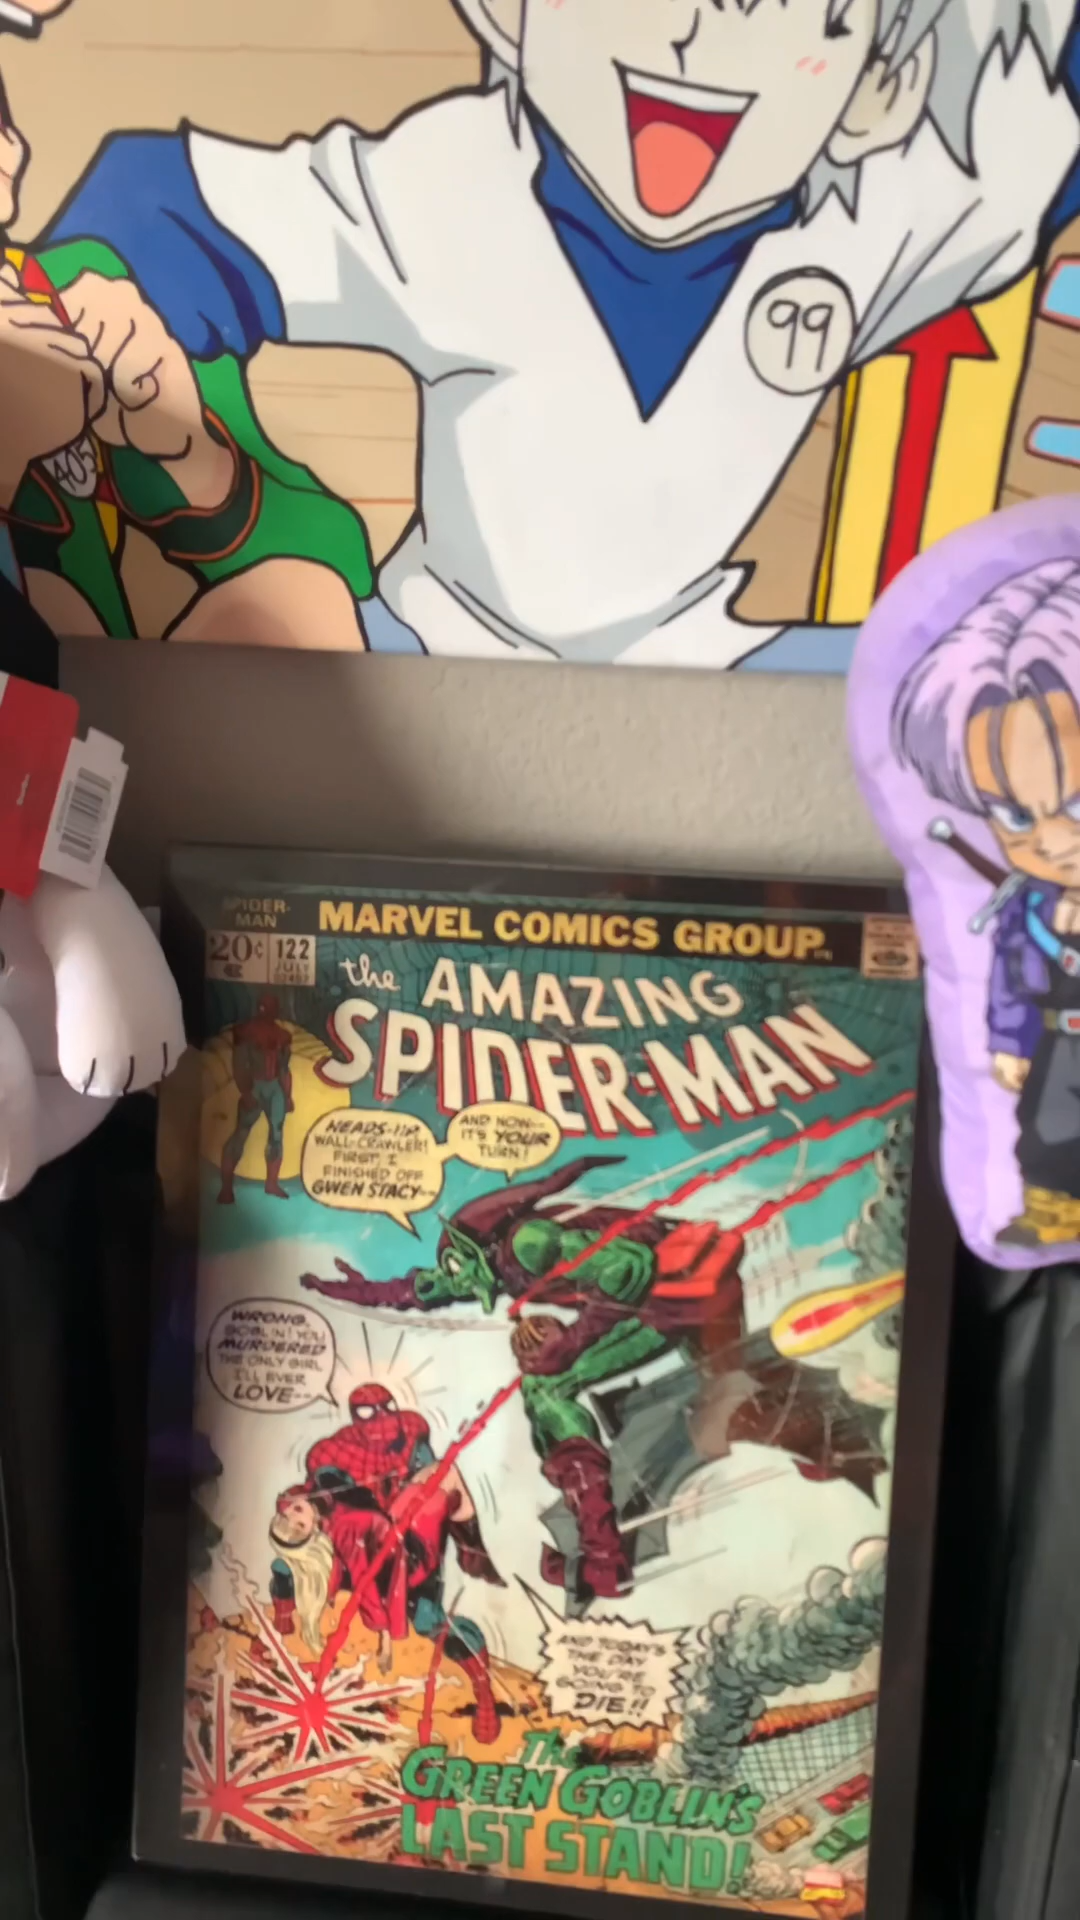 99
405
SPIDER-
MAN
MARVEL COMICS GROUP
20¢
122
JULY
the AMAZING
SPIDER-MAN
HEADS-UP,
WALL-CRAWLER!
FIRST, I
FINISHED OFF
GWEN STACY--
AND NOW--
IT'S YOUR
TURN!
WRONG,
GOBLIN! YOU
MURDERED
THE ONLY GIRL
I'LL EVER
LOVE--
AND TODAY'S
THE DAY
YOU'RE
GOING TO
DIE!!
The
GREEN GOBLIN'S
LAST STAND!